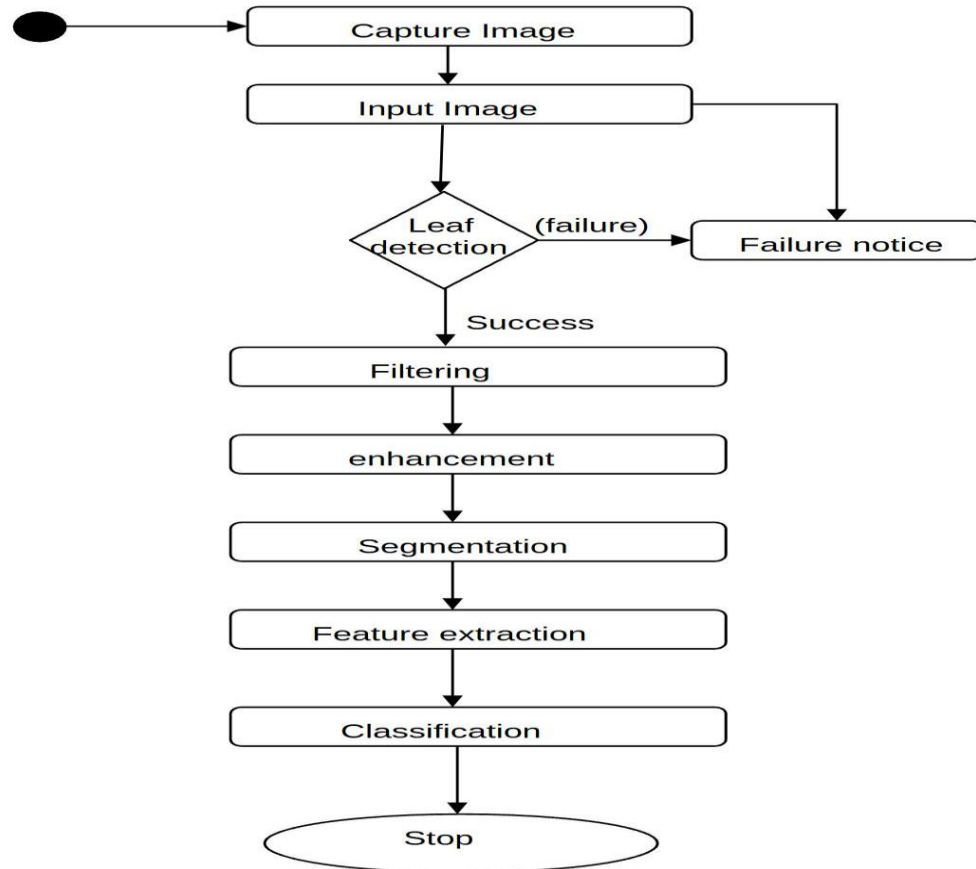 Capture Image
Input Image
Leaf
detection
(failure)
Failure notice
Success
Filtering
enhancement
Segmentation
Feature extraction
Classification
Stop